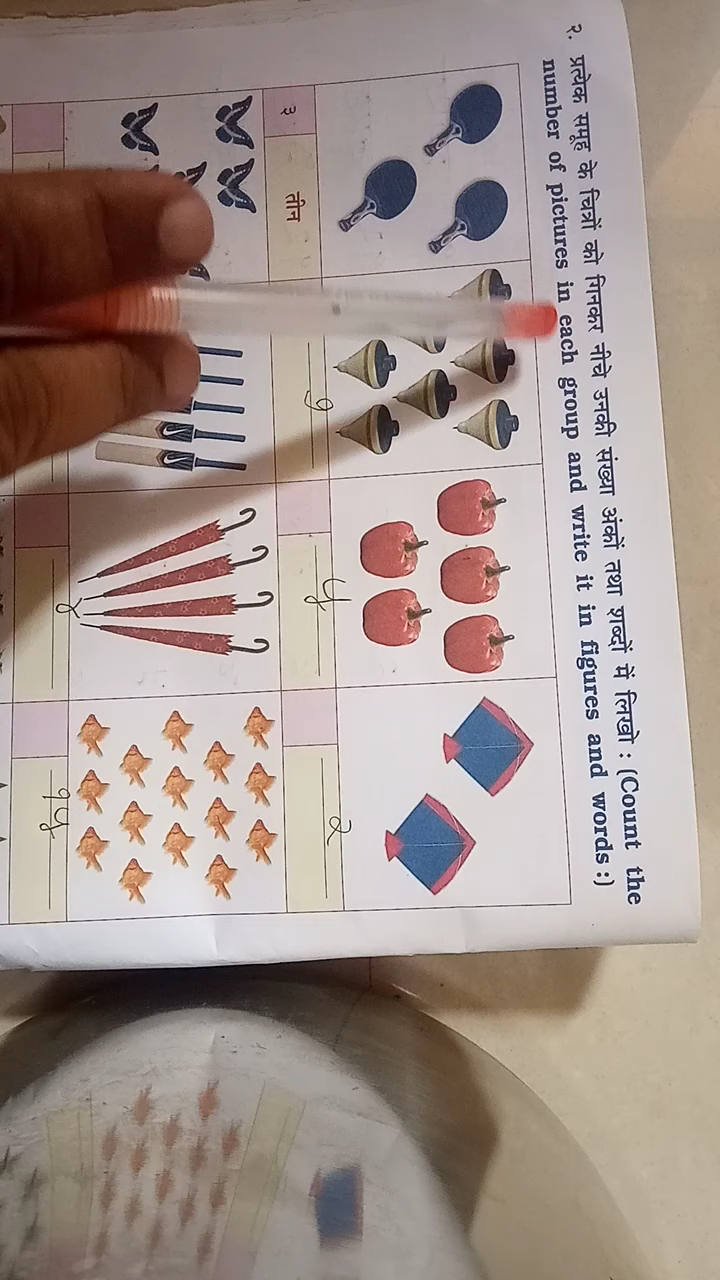 २. प्रत्येक समूह के चित्रों को गिनकर नीचे उनकी संख्या अंकों तथा शब्दों में लिखो : (Count the
number of pictures in each group and write it in figures and words :)
३ तीन
७
५
२
४
१५